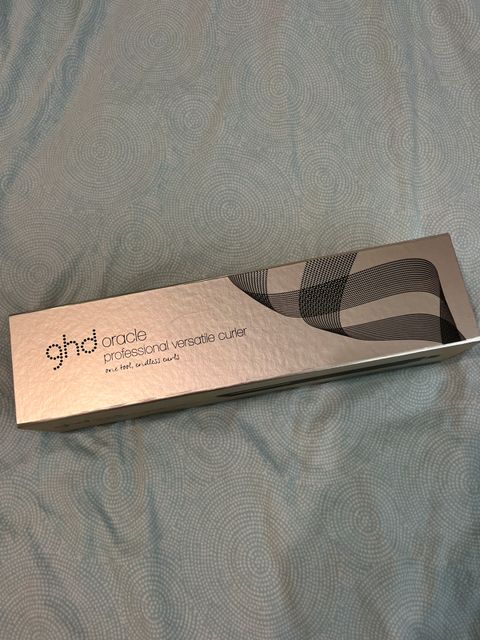 ghd oracle
professional versatile curler
one tool, endless curls